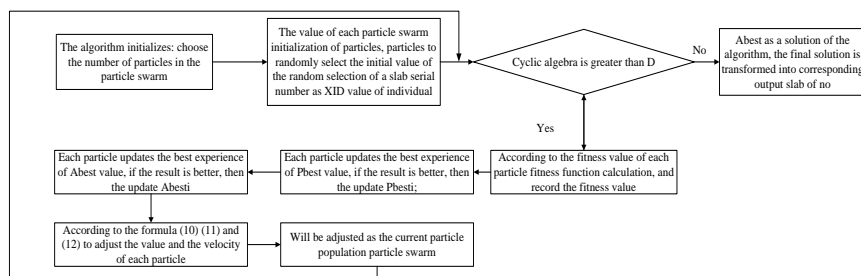 The algorithm initializes: choose
the number of particles in the
particle swarm
The value of each particle swarm
initialization of particles, particles to
randomly select the initial value of
the random selection of a slab serial
number as XID value of individual
Cyclic algebra is greater than D
No
Abest as a solution of the
algorithm, the final solution is
transformed into corresponding
output slab of no
Yes
According to the fitness value of each
particle fitness function calculation, and
record the fitness value
Each particle updates the best experience
of Pbest value, if the result is better, then
the update Pbesti;
Each particle updates the best experience
of Abest value, if the result is better, then
the update Abesti
According to the formula (10) (11) and
(12) to adjust the value and the velocity
of each particle
Will be adjusted as the current particle
population particle swarm